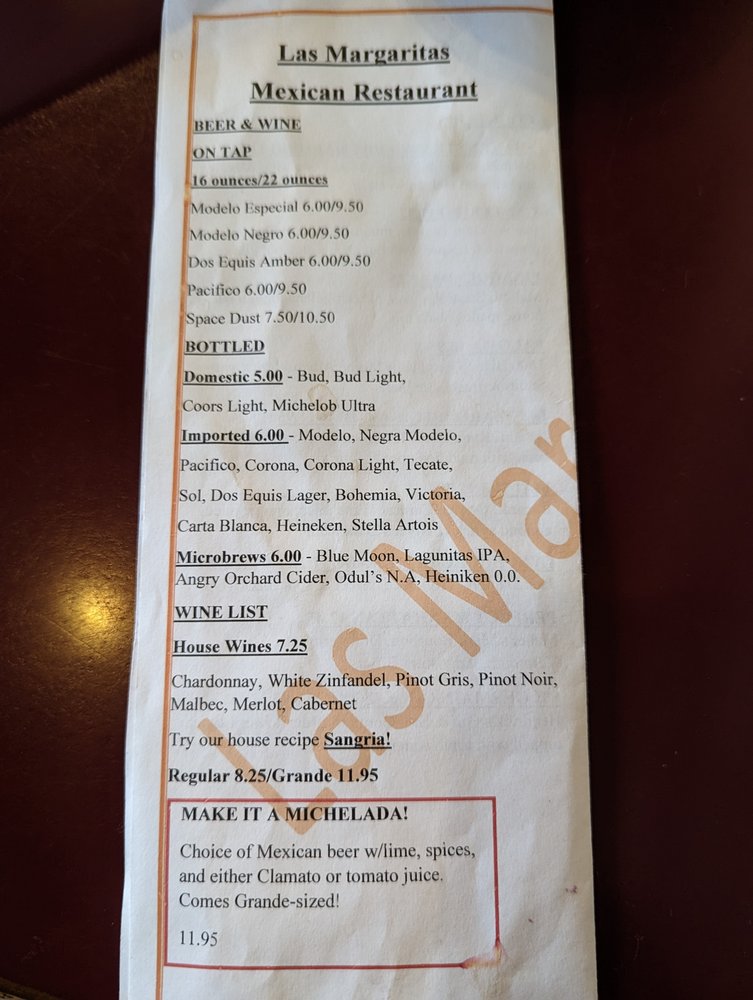 Las Margaritas
Mexican Restaurant
BEER & WINE
ON TAP
16 ounces/22 ounces
Modelo Especial 6.00/9.50
Modelo Negro 6.00/9.50
Dos Equis Amber 6.00/9.50
Pacifico 6.00/9.50
Space Dust 7.50/10.50
BOTTLED
Domestic 5.00 - Bud, Bud Light,
Coors Light, Michelob Ultra
Imported 6.00 - Modelo, Negra Modelo,
Pacifico, Corona, Corona Light, Tecate,
Sol, Dos Equis Lager, Bohemia, Victoria,
Carta Blanca, Heineken, Stella Artois
Microbrews 6.00 - Blue Moon, Lagunitas IPA,
Angry Orchard Cider, Odul's N.A, Heiniken 0.0.
WINE LIST
House Wines 7.25
Chardonnay, White Zinfandel, Pinot Gris, Pinot Noir,
Malbec, Merlot, Cabernet
Try our house recipe Sangria!
Regular 8.25/Grande 11.95
MAKE IT A MICHELADA!
Choice of Mexican beer w/lime, spices,
and either Clamato or tomato juice.
Comes Grande-sized!
11.95
Las Mar